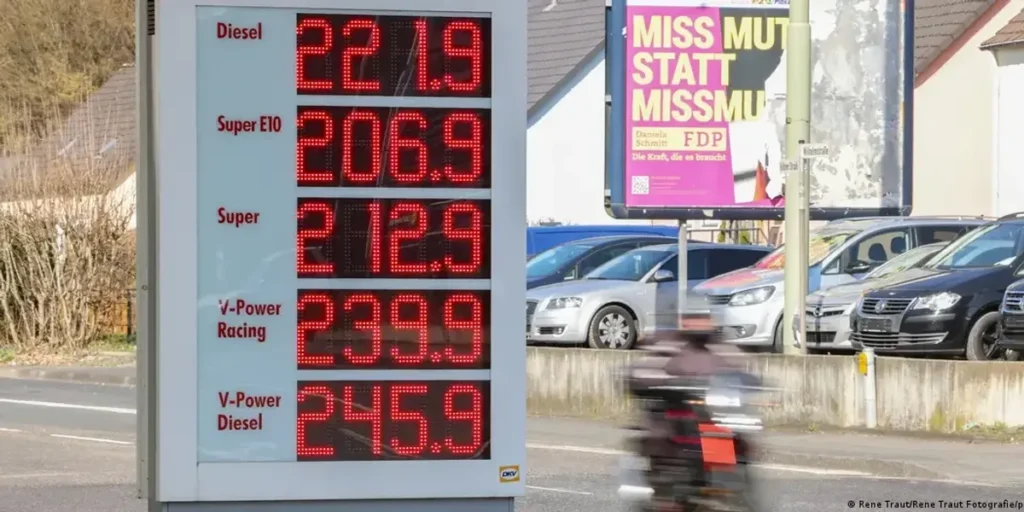 Diesel
221.9
Super E10
206.9
Super
212.9
V-Power
Racing
239.9
V-Power
Diesel
245.9
DKV
MISS MUT
STATT
MISSMU
Daniela
Schmitt
FDP
Die Kraft, die es braucht
© Rene Traut/Rene Traut Fotografie/p